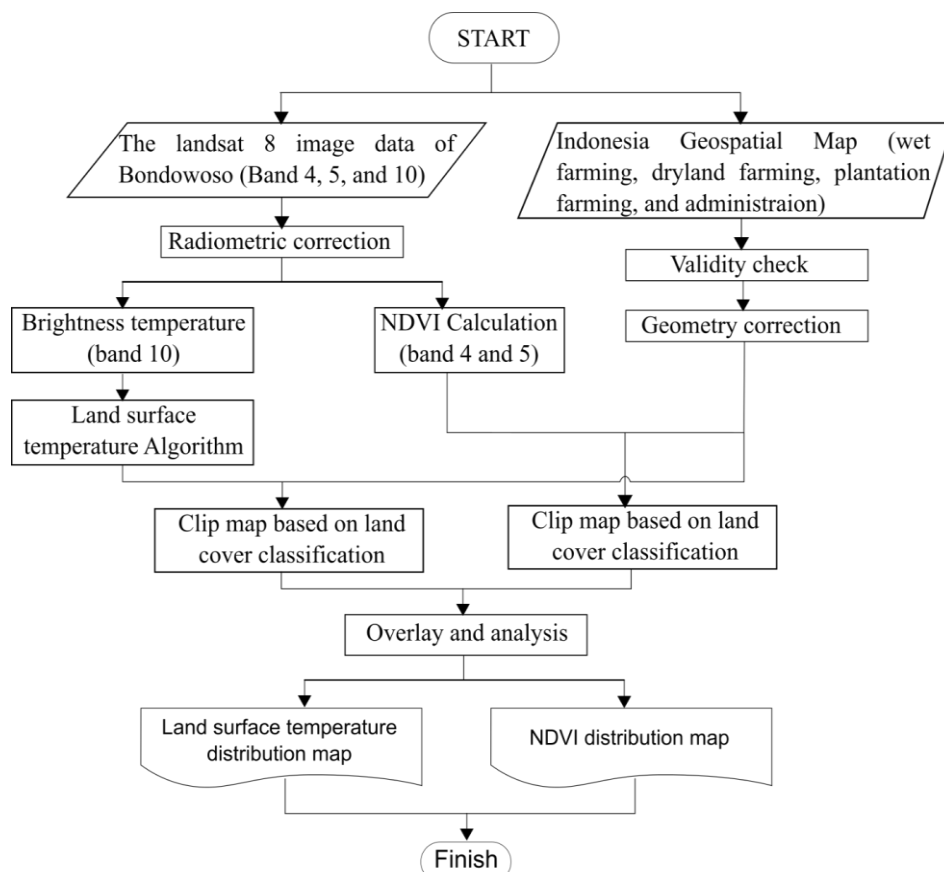 START
The landsat 8 image data of
Bondowoso (Band 4, 5, and 10)
Indonesia Geospatial Map (wet
farming, dryland farming, plantation
farming, and administraion)
Radiometric correction
Validity check
Brightness temperature
(band 10)
NDVI Calculation
(band 4 and 5)
Geometry correction
Land surface
temperature Algorithm
Clip map based on land
cover classification
Clip map based on land
cover classification
Overlay and analysis
Land surface temperature
distribution map
NDVI distribution map
Finish